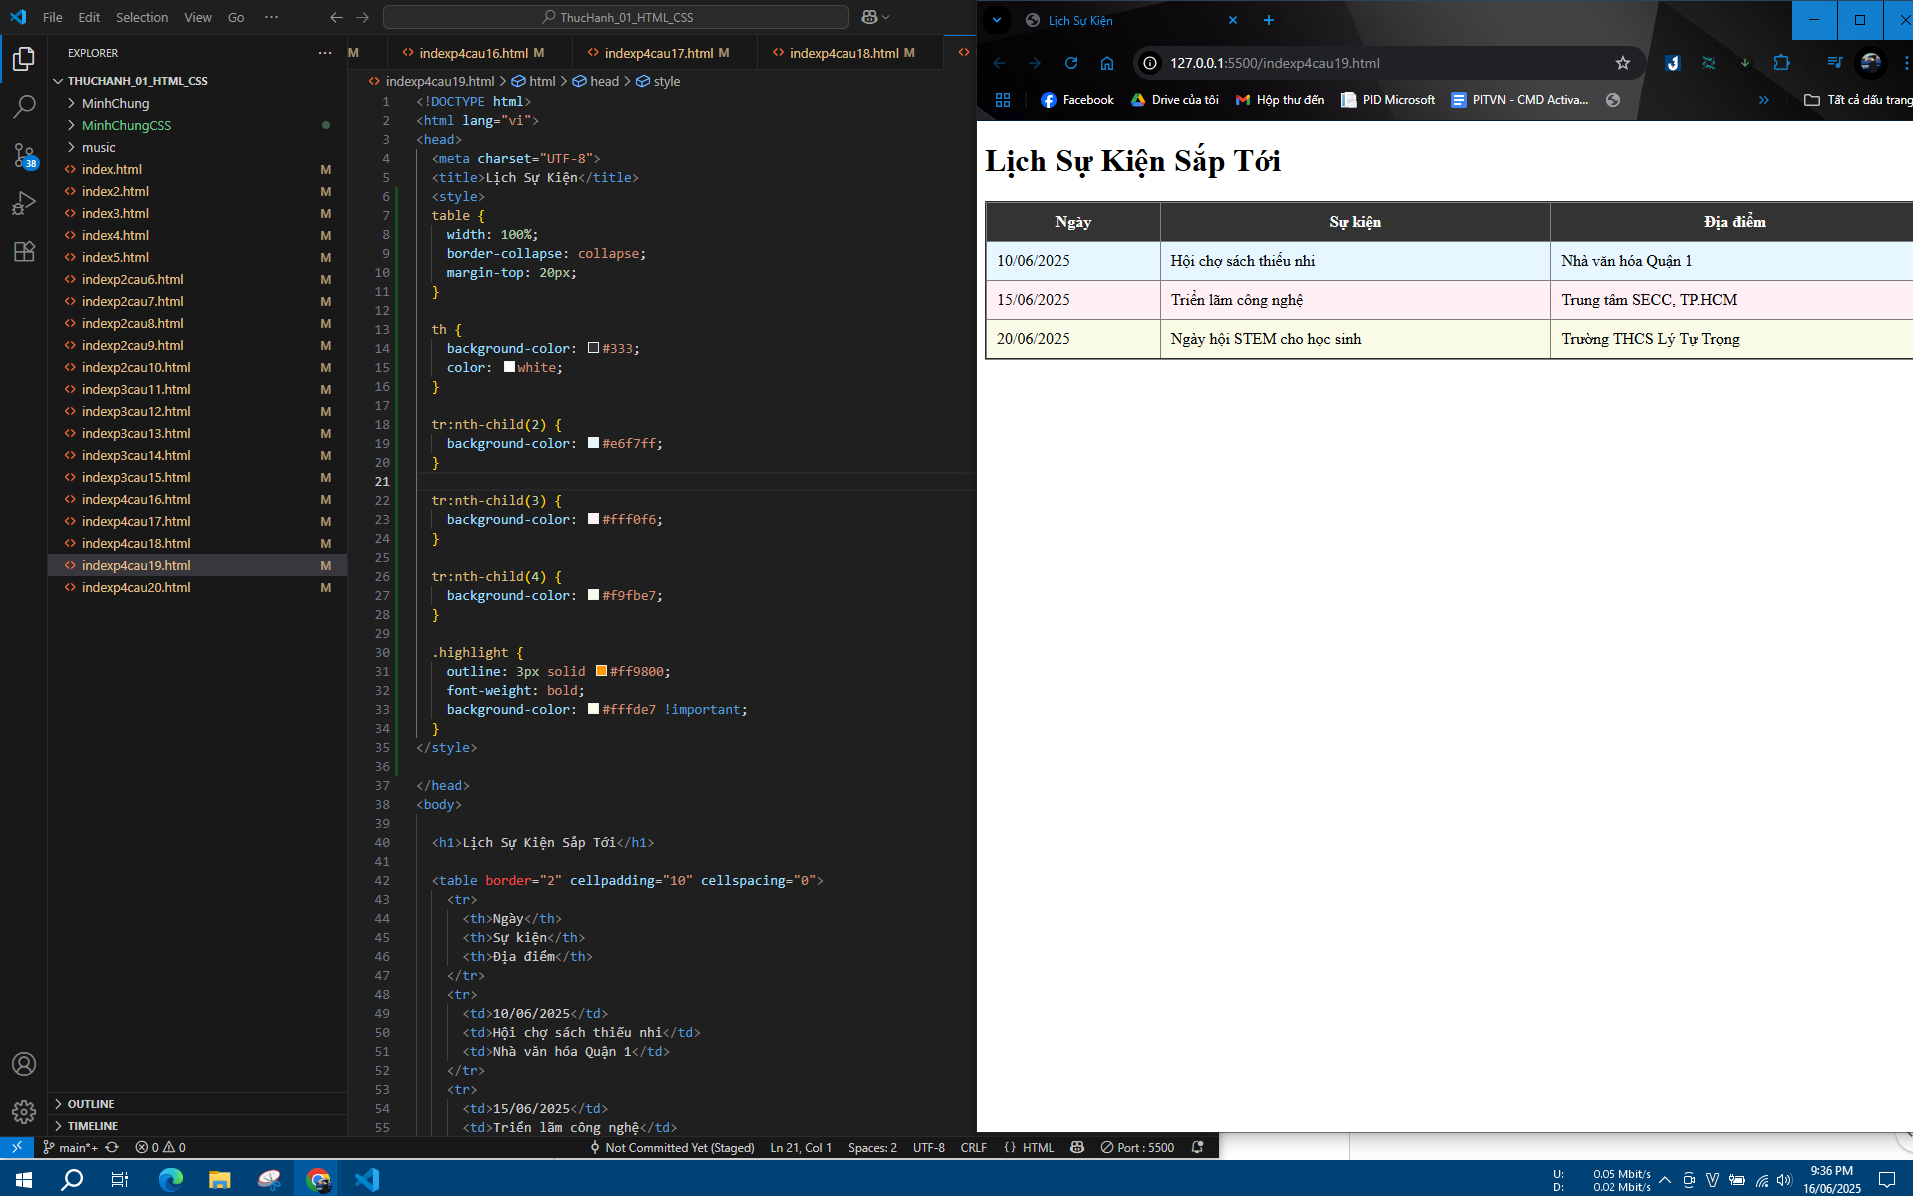 File Edit Selection View Go ··· ThucHanh_01_HTML_CSS
EXPLORER ···
THUCHANH_01_HTML_CSS
MinhChung
MinhChungCSS
music
index.html M
index2.html M
index3.html M
index4.html M
index5.html M
indexp2cau6.html M
indexp2cau7.html M
indexp2cau8.html M
indexp2cau9.html M
indexp2cau10.html M
indexp3cau11.html M
indexp3cau12.html M
indexp3cau13.html M
indexp3cau14.html M
indexp3cau15.html M
indexp4cau16.html M
indexp4cau17.html M
indexp4cau18.html M
indexp4cau19.html M
indexp4cau20.html M
38
OUTLINE
TIMELINE
M indexp4cau16.html M indexp4cau17.html M indexp4cau18.html M
indexp4cau19.html > html > head > style
1 <!DOCTYPE html>
2 <html lang="vi">
3 <head>
4 <meta charset="UTF-8">
5 <title>Lịch Sự Kiện</title>
6 <style>
7 table {
8 width: 100%;
9 border-collapse: collapse;
10 margin-top: 20px;
11 }
12
13 th {
14 background-color: #333;
15 color: white;
16 }
17
18 tr:nth-child(2) {
19 background-color: #e6f7ff;
20 }
21
22 tr:nth-child(3) {
23 background-color: #fff0f6;
24 }
25
26 tr:nth-child(4) {
27 background-color: #f9fbe7;
28 }
29
30 .highlight {
31 outline: 3px solid #ff9800;
32 font-weight: bold;
33 background-color: #fffde7 !important;
34 }
35 </style>
36
37 </head>
38 <body>
39
40 <h1>Lịch Sự Kiện Sắp Tới</h1>
41
42 <table border="2" cellpadding="10" cellspacing="0">
43 <tr>
44 <th>Ngày</th>
45 <th>Sự kiện</th>
46 <th>Địa điểm</th>
47 </tr>
48 <tr>
49 <td>10/06/2025</td>
50 <td>Hội chợ sách thiếu nhi</td>
51 <td>Nhà văn hóa Quận 1</td>
52 </tr>
53 <tr>
54 <td>15/06/2025</td>
55 <td>Triển lãm công nghệ</td>
main*+ 0 0 Not Committed Yet (Staged) Ln 21, Col 1 Spaces: 2 UTF-8 CRLF {} HTML Port : 5500
Lịch Sự Kiện
127.0.0.1:5500/indexp4cau19.html
Facebook Drive của tôi Hộp thư đến PID Microsoft PITVN - CMD Activa... » Tất cả dấu trang
Lịch Sự Kiện Sắp Tới
Ngày Sự kiện Địa điểm
10/06/2025 Hội chợ sách thiếu nhi Nhà văn hóa Quận 1
15/06/2025 Triển lãm công nghệ Trung tâm SECC, TP.HCM
20/06/2025 Ngày hội STEM cho học sinh Trường THCS Lý Tự Trọng
U: 0.05 Mbit/s
D: 0.02 Mbit/s
V
9:36 PM
16/06/2025